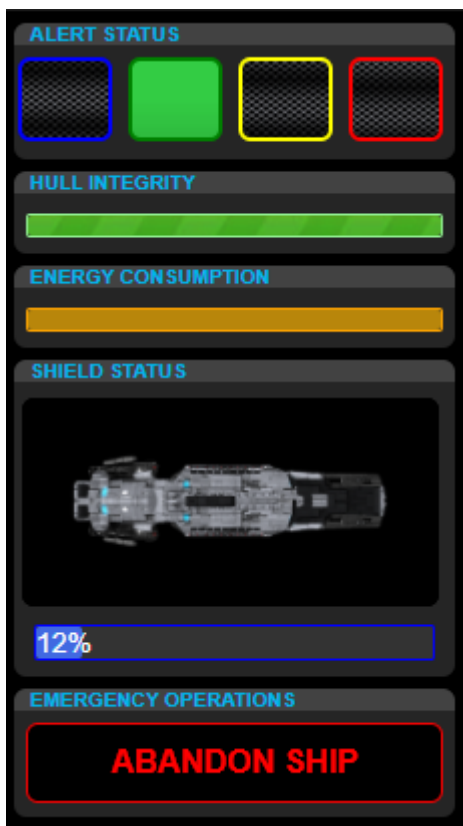 ALERT STATUS
HULL INTEGRITY
ENERGY CONSUMPTION
SHIELD STATUS
12%
EMERGENCY OPERATIONS
ABANDON SHIP